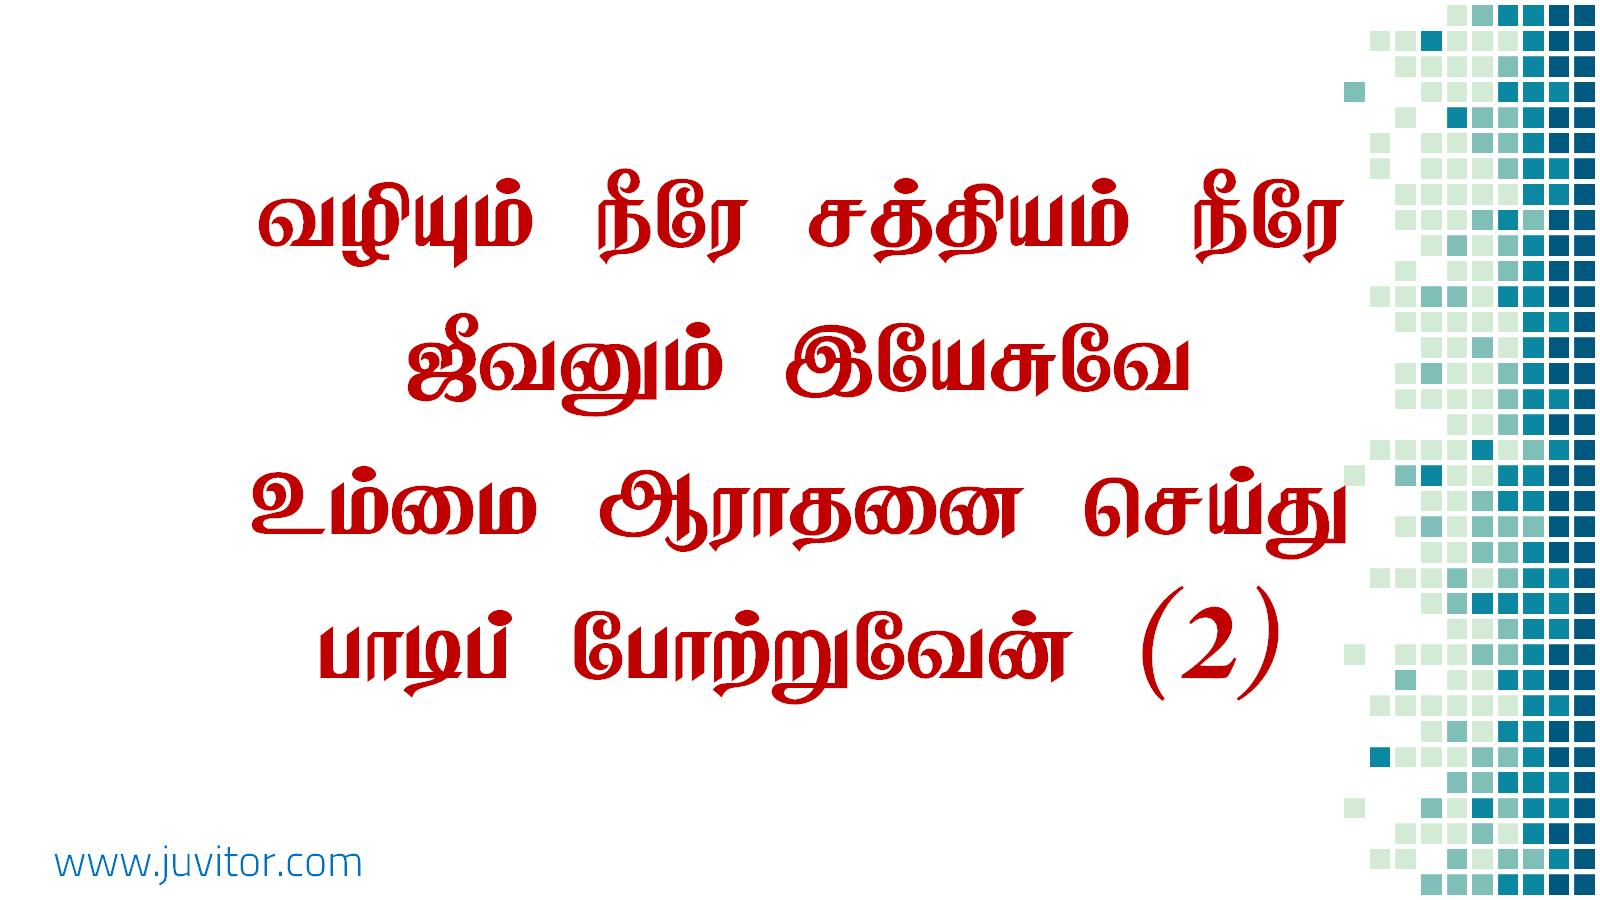 வழியும் நீரே சத்தியம் நீரே
ஜீவனும் இயேசுவே
உம்மை ஆராதனை செய்து
பாடிப் போற்றுவேன் (2)
www.juvitor.com